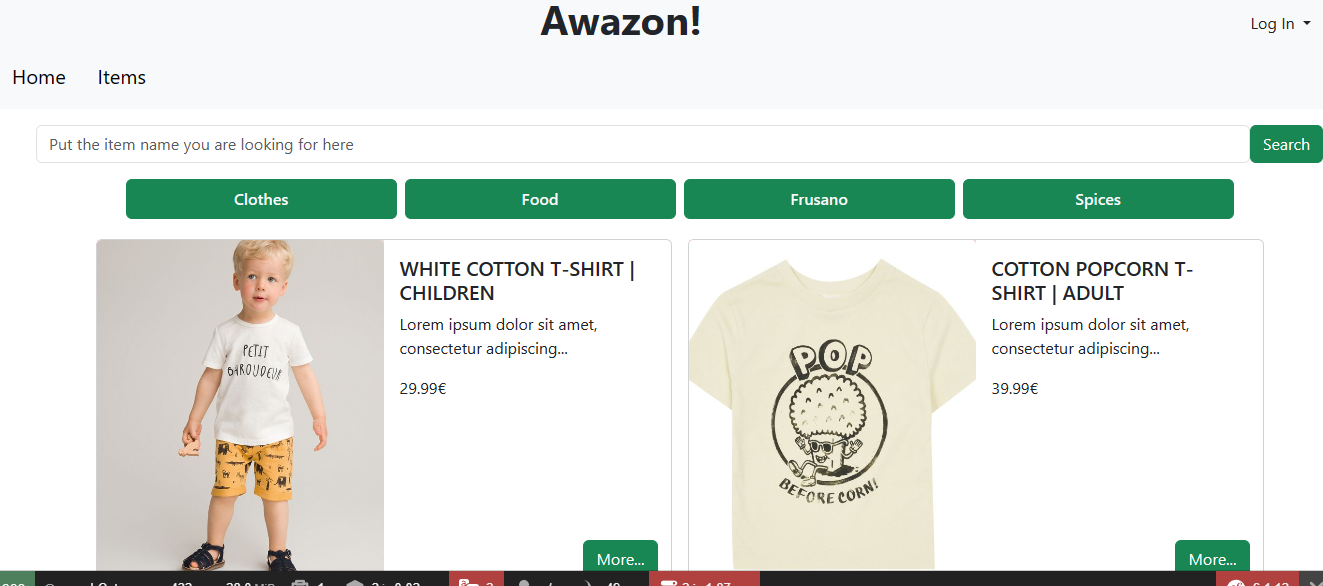 Awazon!
Log In
Home
Items
Put the item name you are looking for here
Search
Clothes
Food
Frusano
Spices
WHITE COTTON T-SHIRT |
CHILDREN
Lorem ipsum dolor sit amet,
consectetur adipiscing...
29.99€
More...
PETIT
BAROUDEUR
COTTON POPCORN T-
SHIRT | ADULT
Lorem ipsum dolor sit amet,
consectetur adipiscing...
39.99€
More...
POP
BEFORE CORN!